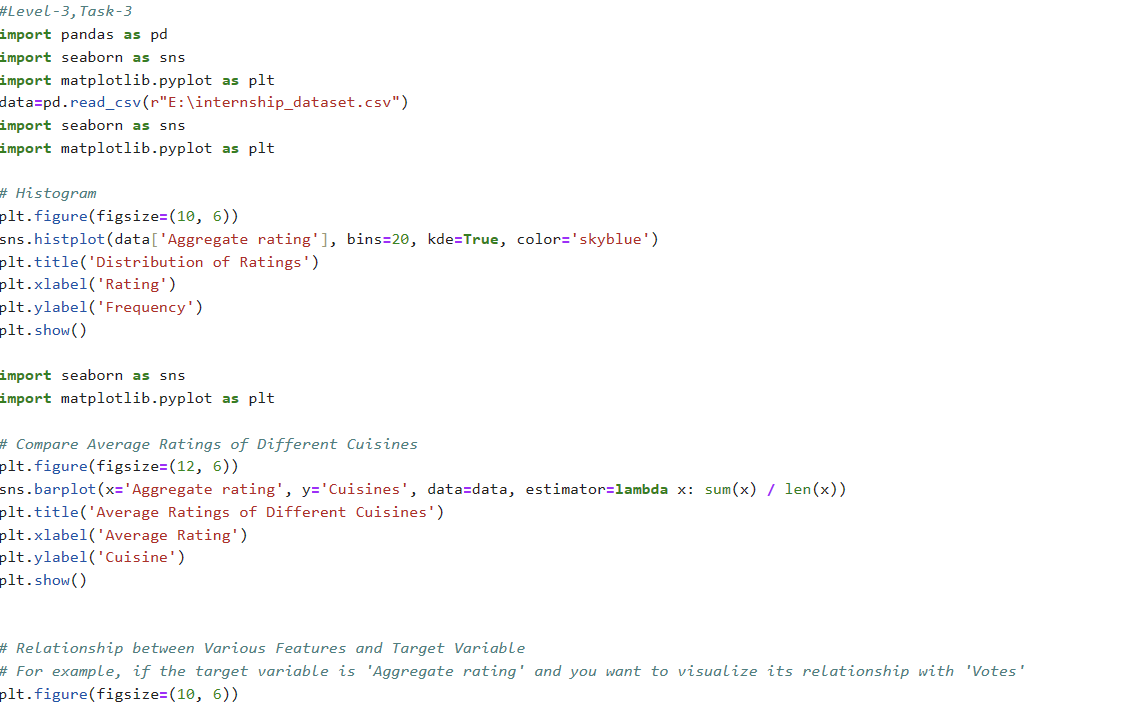 #Level-3,Task-3
import pandas as pd
import seaborn as sns
import matplotlib.pyplot as plt
data=pd.read_csv(r"E:\internship_dataset.csv")
import seaborn as sns
import matplotlib.pyplot as plt
# Histogram
plt.figure(figsize=(10, 6))
sns.histplot(data['Aggregate rating'], bins=20, kde=True, color='skyblue')
plt.title('Distribution of Ratings')
plt.xlabel('Rating')
plt.ylabel('Frequency')
plt.show()
import seaborn as sns
import matplotlib.pyplot as plt
# Compare Average Ratings of Different Cuisines
plt.figure(figsize=(12, 6))
sns.barplot(x='Aggregate rating', y='Cuisines', data=data, estimator=lambda x: sum(x) / len(x))
plt.title('Average Ratings of Different Cuisines')
plt.xlabel('Average Rating')
plt.ylabel('Cuisine')
plt.show()
# Relationship between Various Features and Target Variable
# For example, if the target variable is 'Aggregate rating' and you want to visualize its relationship with 'Votes'
plt.figure(figsize=(10, 6))